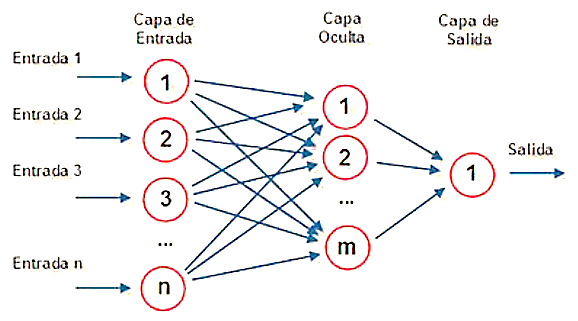 Capa de
Entrada
Capa
Oculta
Capa de
Salida
Entrada 1
1
Entrada 2
2
Entrada 3
3
...
Entrada n
n
1
2
...
m
1
Salida